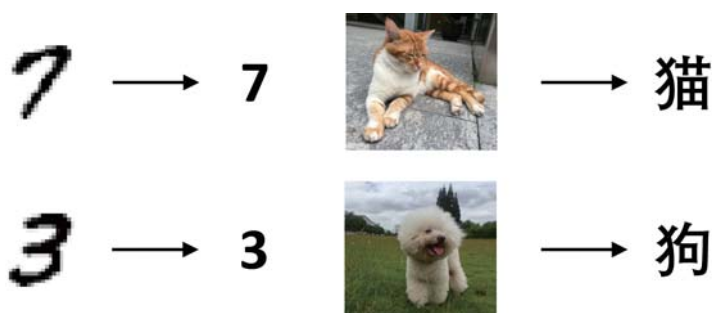 7 → 7 → 猫
3 → 3 → 狗